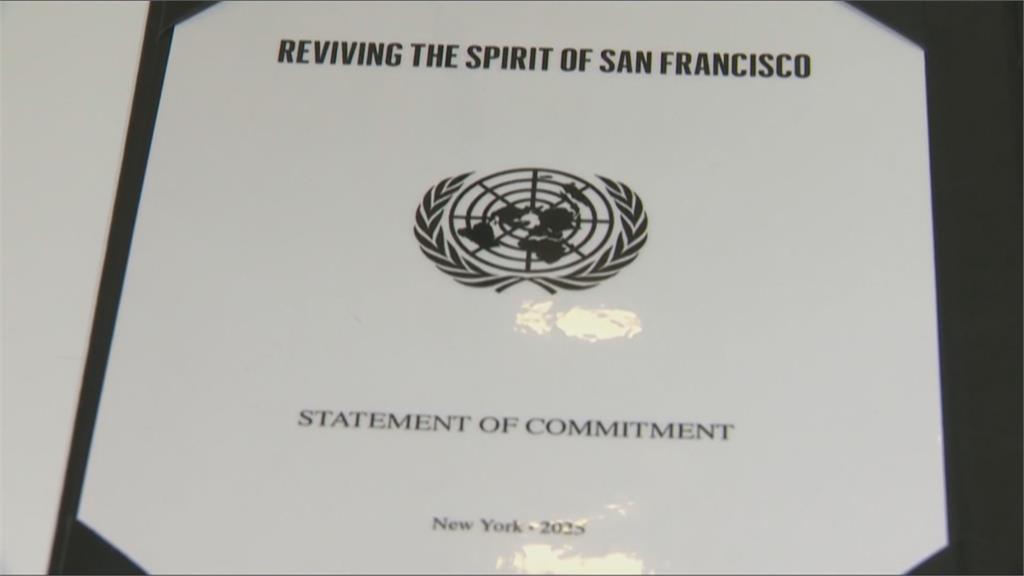 REVIVING THE SPIRIT OF SAN FRANCISCO
STATEMENT OF COMMITMENT
New York - 2025